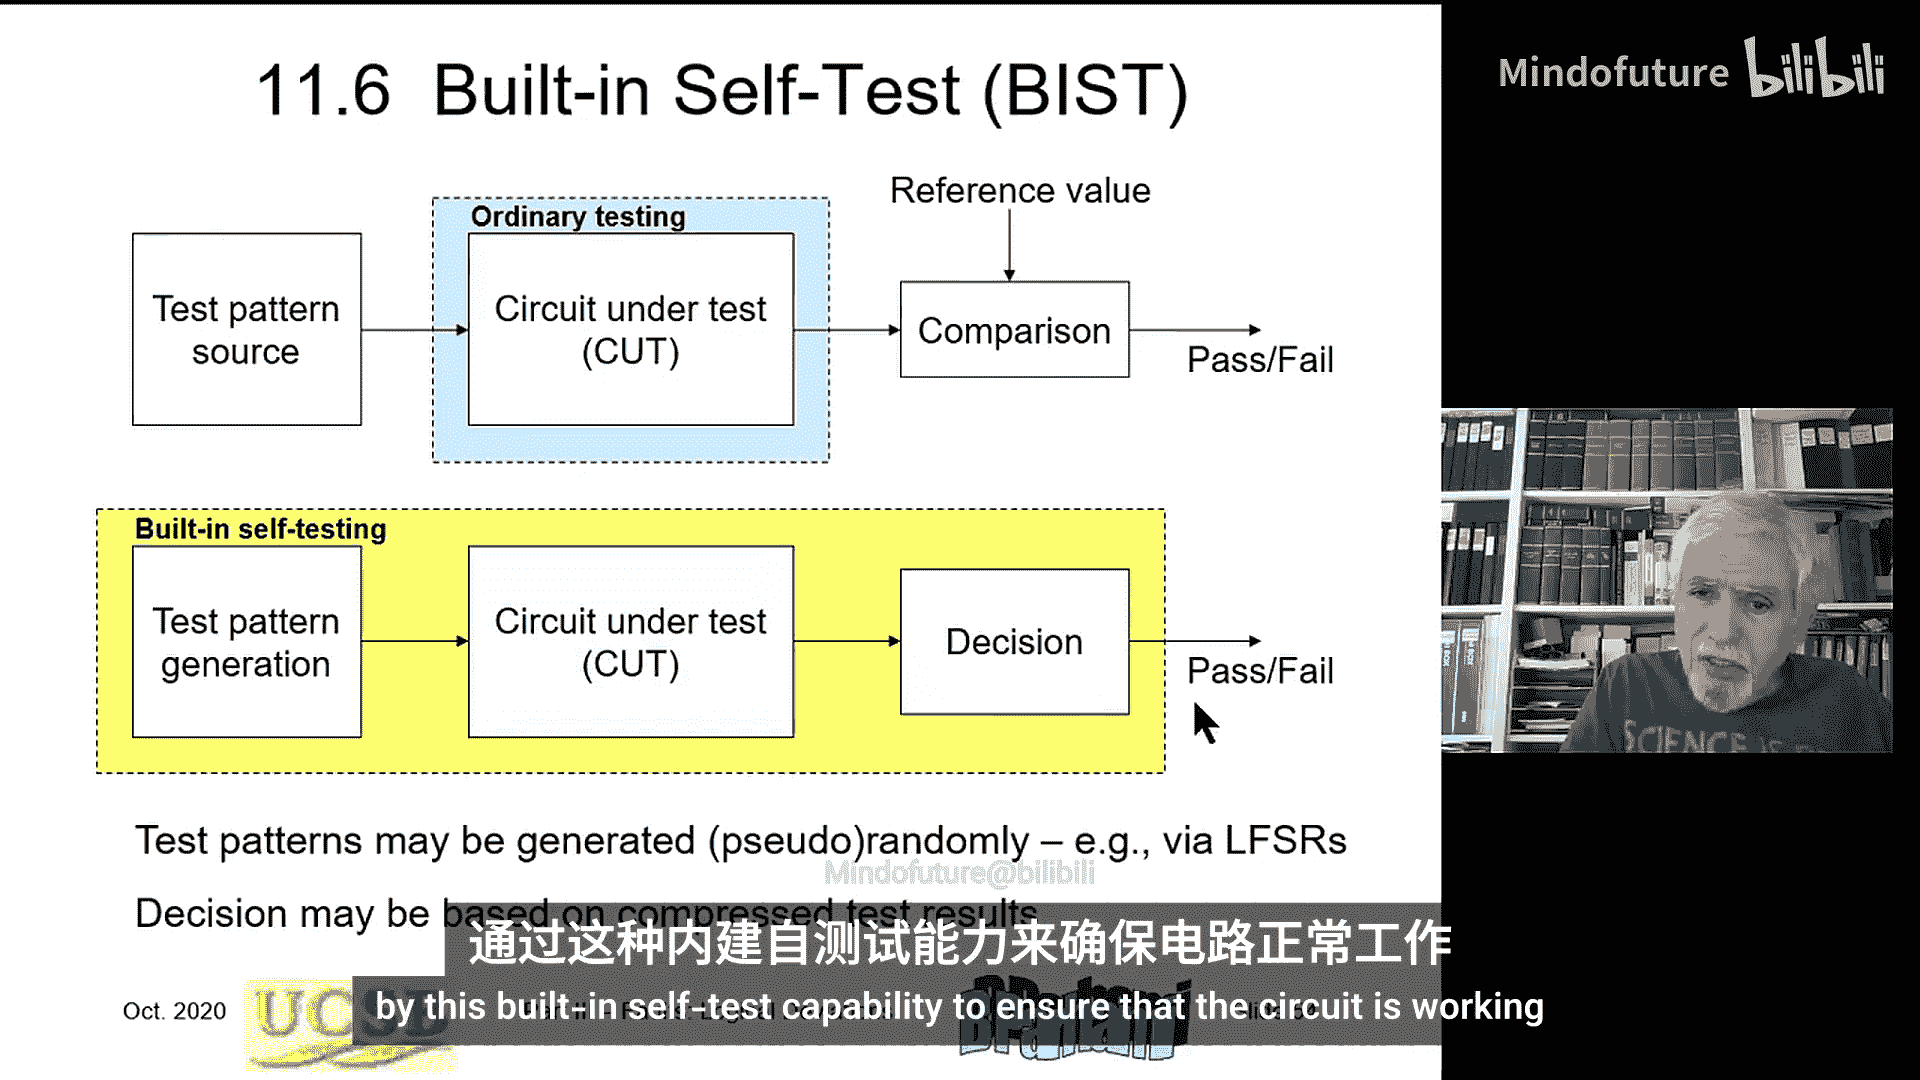 11.6 Built-in Self-Test (BIST)
Mindofuture bilibili
Reference value
Ordinary testing
Test pattern
source
Circuit under test
(CUT)
Comparison
Pass/Fail
Built-in self-testing
Test pattern
generation
Circuit under test
(CUT)
Decision
Pass/Fail
SCIENCE
Test patterns may be generated (pseudo)randomly – e.g., via LFSRs
Mindofuture@bilibili
Decision may be based on compressed test results
通过这种内建自测试能力来确保电路正常工作
by this built-in self-test capability to ensure that the circuit is working
Oct. 2020
UCSB
B. Parhami